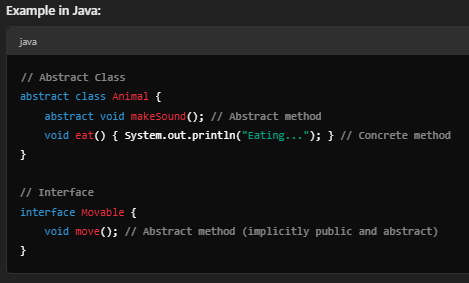 Example in Java:
java
// Abstract Class
abstract class Animal {
    abstract void makeSound(); // Abstract method
    void eat() { System.out.println("Eating..."); } // Concrete method
}
// Interface
interface Movable {
    void move(); // Abstract method (implicitly public and abstract)
}